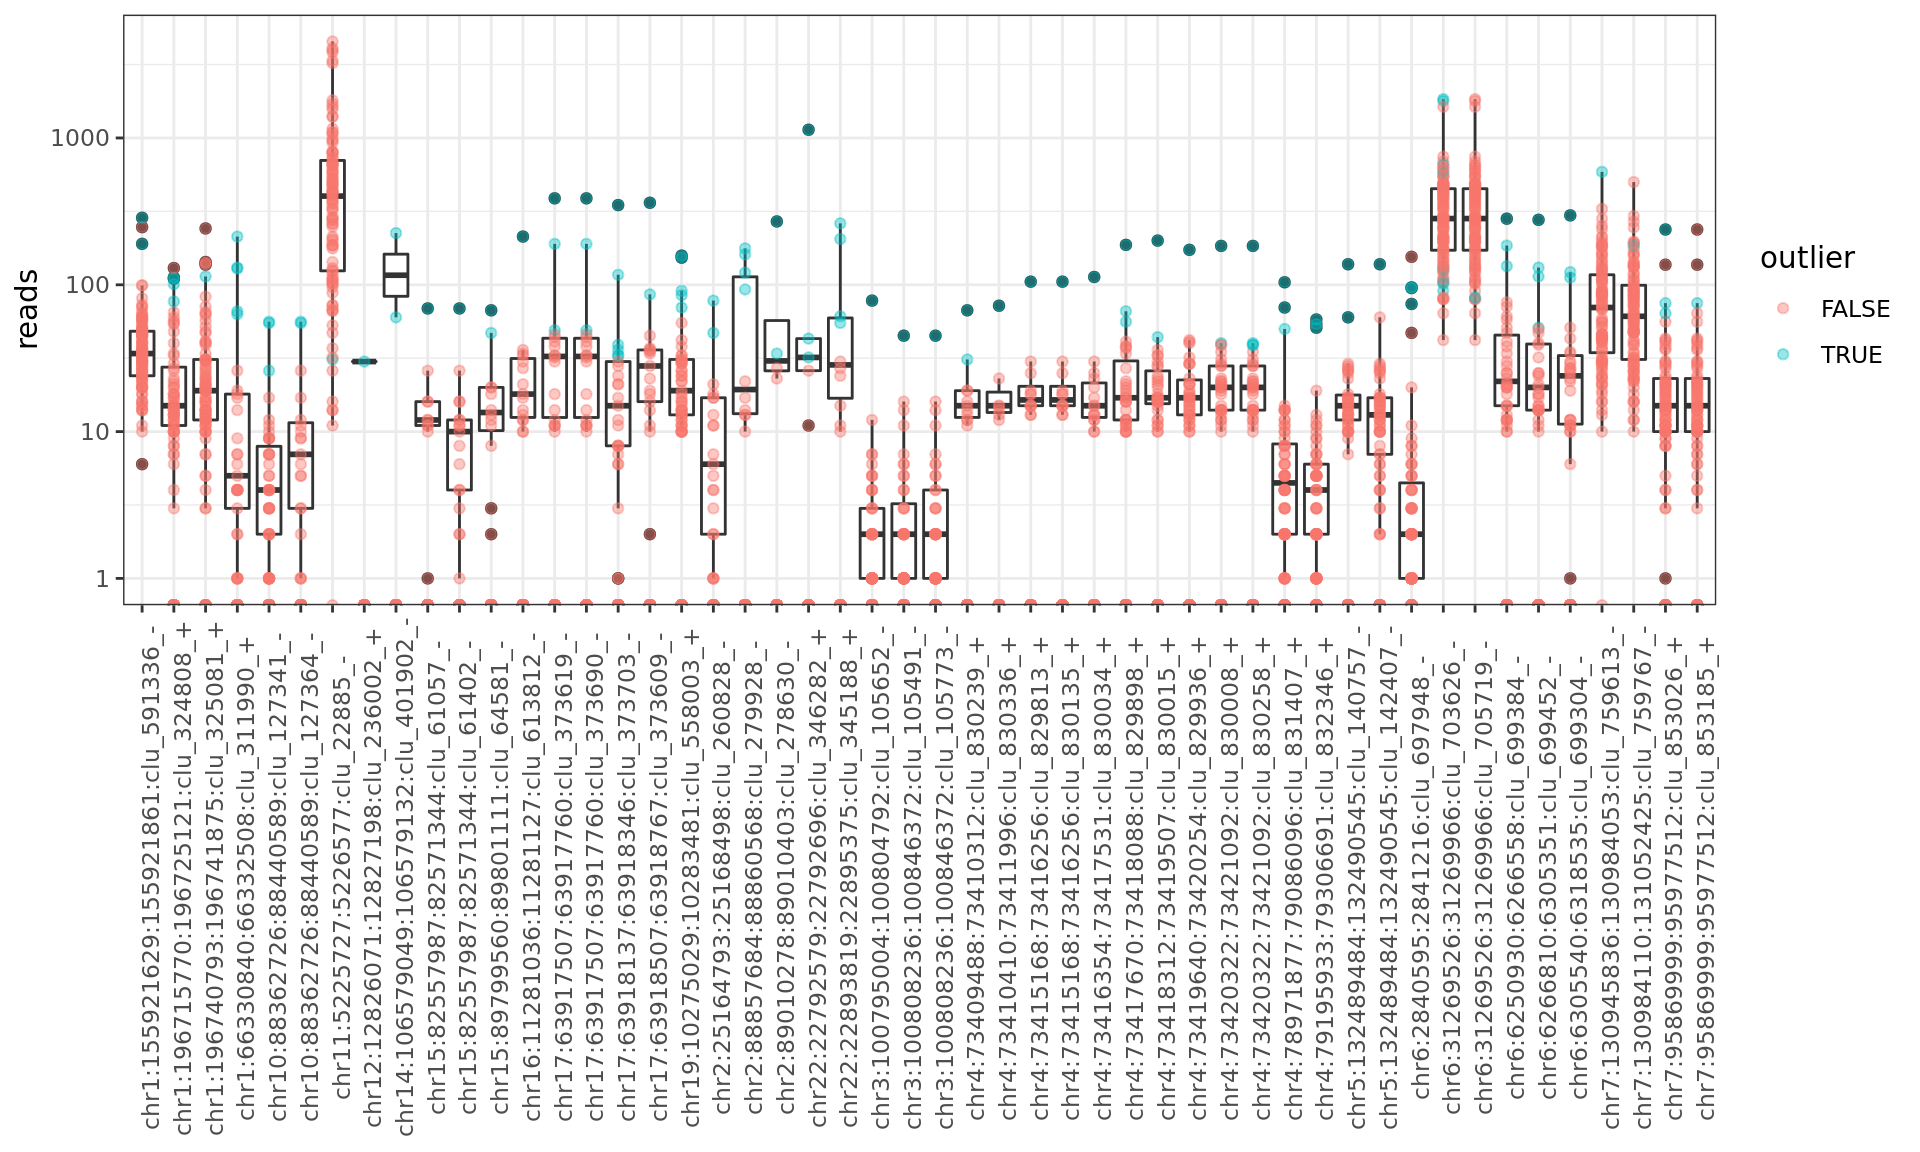 reads
1000
100
10
1
outlier
FALSE
TRUE
chr1:155921629:155921861:clu_591336_-
chr1:196715770:196725121:clu_324808_+
chr1:196740793:196741875:clu_325081_+
chr1:66330840:66332508:clu_311990_+
chr10:88362726:88440589:clu_127341_-
chr10:88362726:88440589:clu_127364_-
chr11:5225727:5226577:clu_22885_-
chr12:12826071:12827198:clu_236002_+
chr14:106579049:106579132:clu_401902_-
chr15:82557987:82571344:clu_61057_-
chr15:82557987:82571344:clu_61402_-
chr15:89799560:89801111:clu_64581_-
chr16:11281036:11281127:clu_613812_-
chr17:63917507:63917760:clu_373619_-
chr17:63917507:63917760:clu_373690_-
chr17:63918137:63918346:clu_373703_-
chr17:63918507:63918767:clu_373609_-
chr19:10275029:10283481:clu_558003_+
chr2:25164793:25168498:clu_260828_-
chr2:88857684:88860568:clu_279928_-
chr2:89010278:89010403:clu_278630_-
chr22:22792579:22792696:clu_346282_+
chr22:22893819:22895375:clu_345188_+
chr3:100795004:100804792:clu_105652_-
chr3:100808236:100846372:clu_105491_-
chr3:100808236:100846372:clu_105773_-
chr4:73409488:73410312:clu_830239_+
chr4:73410410:73411996:clu_830336_+
chr4:73415168:73416256:clu_829813_+
chr4:73415168:73416256:clu_830135_+
chr4:73416354:73417531:clu_830034_+
chr4:73417670:73418088:clu_829898_+
chr4:73418312:73419507:clu_830015_+
chr4:73419640:73420254:clu_829936_+
chr4:73420322:73421092:clu_830008_+
chr4:73420322:73421092:clu_830258_+
chr4:78971877:79086096:clu_831407_+
chr4:79195933:79306691:clu_832346_+
chr5:132489484:132490545:clu_140757_-
chr5:132489484:132490545:clu_142407_-
chr6:2840595:2841216:clu_697948_-
chr6:31269526:31269966:clu_703626_-
chr6:31269526:31269966:clu_705719_-
chr6:6250930:6266558:clu_699384_-
chr6:6266810:6305351:clu_699452_-
chr6:6305540:6318535:clu_699304_-
chr7:130945836:130984053:clu_759613_-
chr7:130984110:131052425:clu_759767_-
chr7:95869999:95977512:clu_853026_+
chr7:95869999:95977512:clu_853185_+